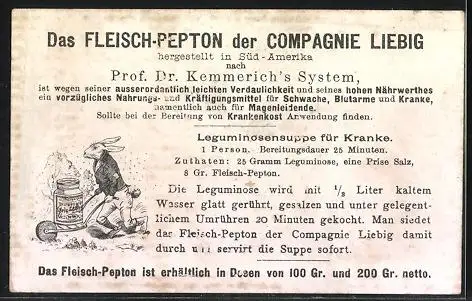 Das FLEISCH-PEPTON der COMPAGNIE LIEBIG
hergestellt in Süd-Amerika
nach
Prof. Dr. Kemmerich's System,
ist wegen seiner ausserordentlich leichten Verdaulichkeit und seines hohen Nährwerthes
ein vorzügliches Nahrungs- und Kräftigungsmittel für Schwache, Blutarme und Kranke,
namentlich auch für Magenleidende.
Sollte bei der Bereitung von Krankenkost Anwendung finden.
Leguminosensuppe für Kranke.
1 Person. Bereitungsdauer 25 Minuten.
Zuthaten: 25 Gramm Leguminose, eine Prise Salz,
8 Gr. Fleisch-Pepton.
Die Leguminose wird mit 1/3 Liter kaltem
Wasser glatt gerührt, gesalzen und unter gelegent-
lichem Umrühren 20 Minuten gekocht. Man siedet
das Fleisch-Pepton der Compagnie Liebig damit
durch und servirt die Suppe sofort.
Das Fleisch-Pepton ist erhältlich in Dosen von 100 Gr. und 200 Gr. netto.